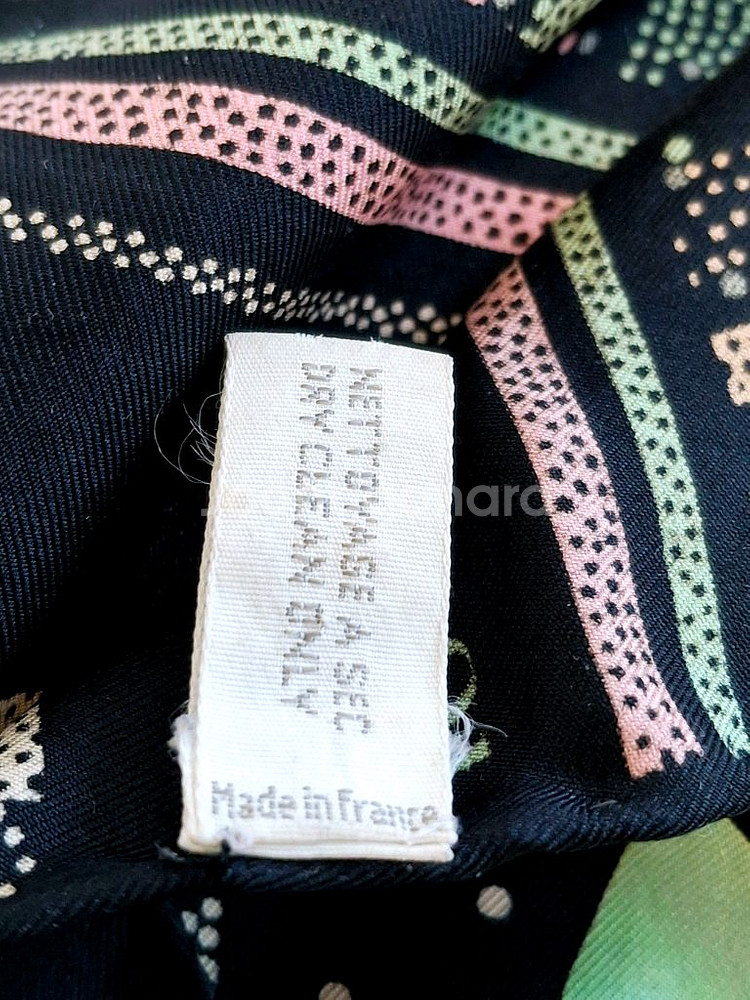 NETTOYAGE A SEC
DRY CLEAN ONLY
Made in France